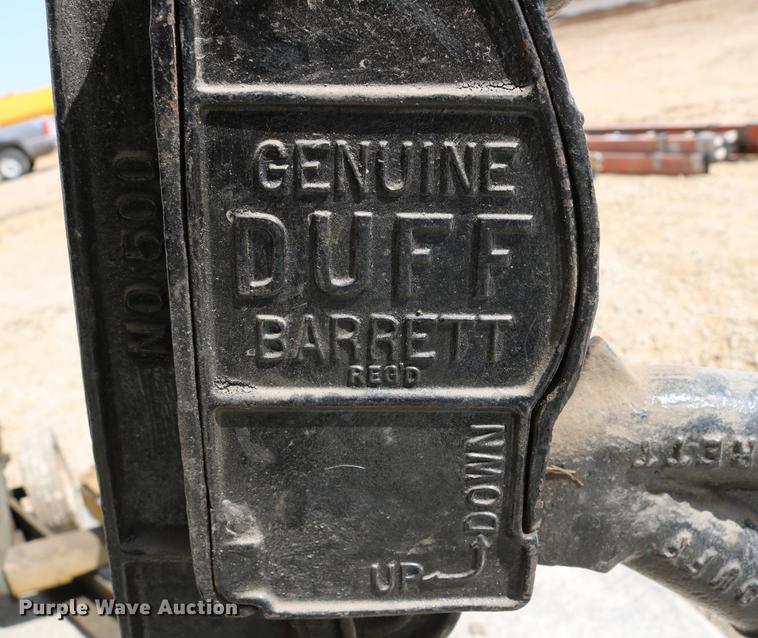 NO 500
GENUINE
DUFF
BARRETT
REG'D
DOWN
UP
Purple Wave Auction